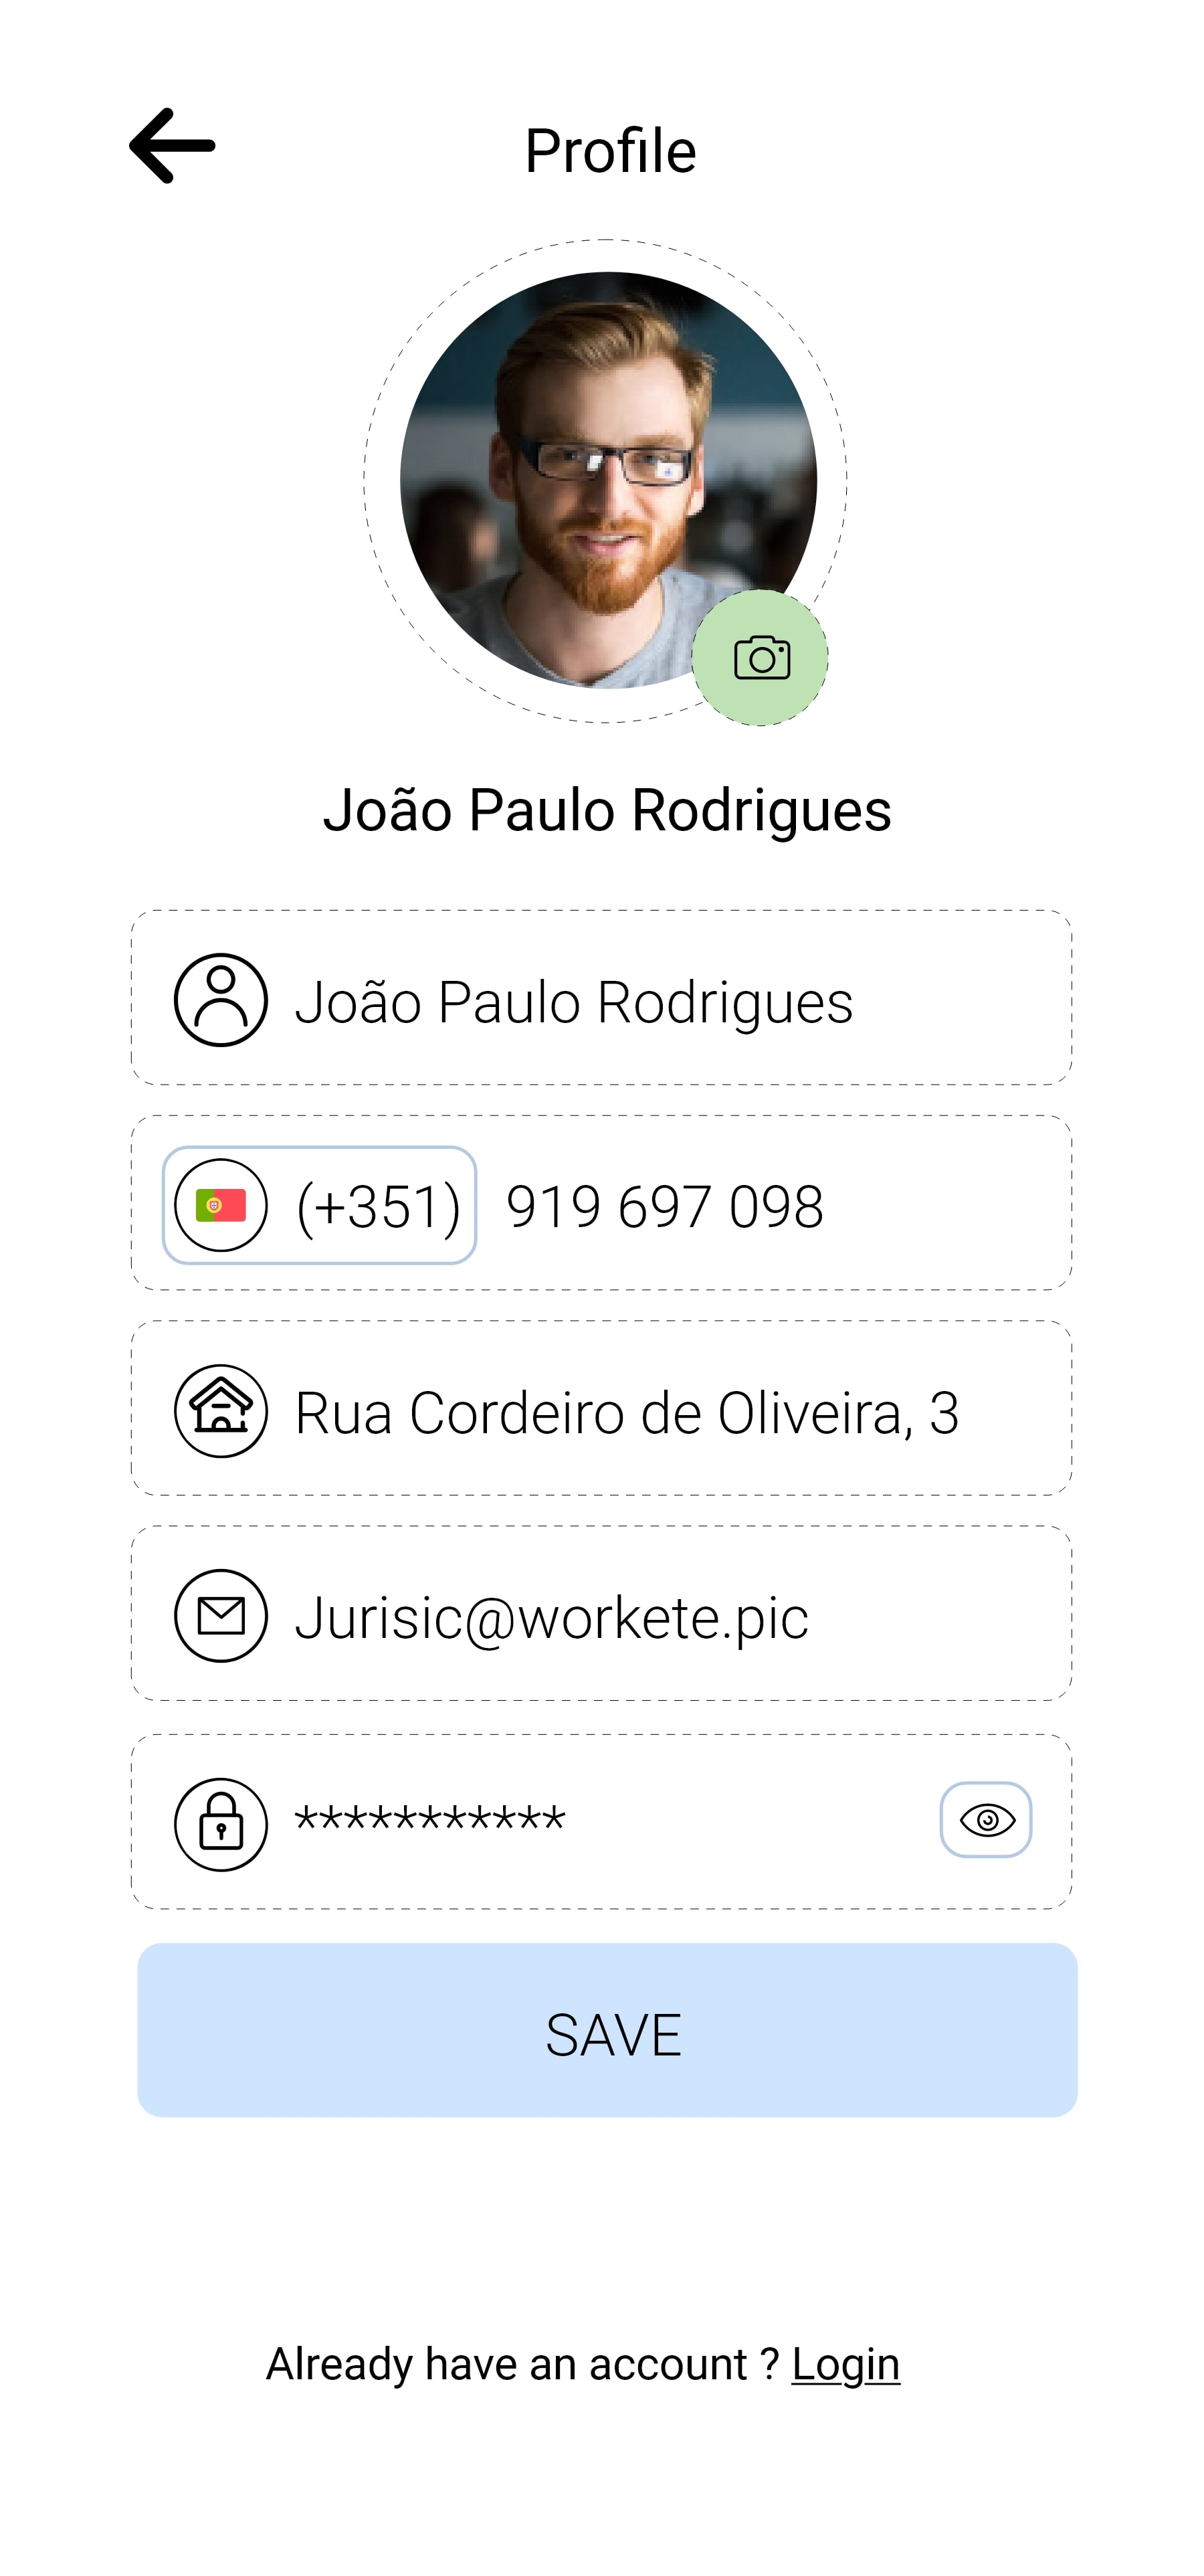 Profile
João Paulo Rodrigues
João Paulo Rodrigues
(+351) 919 697 098
Rua Cordeiro de Oliveira, 3
Jurisic@workete.pic
***********
SAVE
Already have an account ? Login